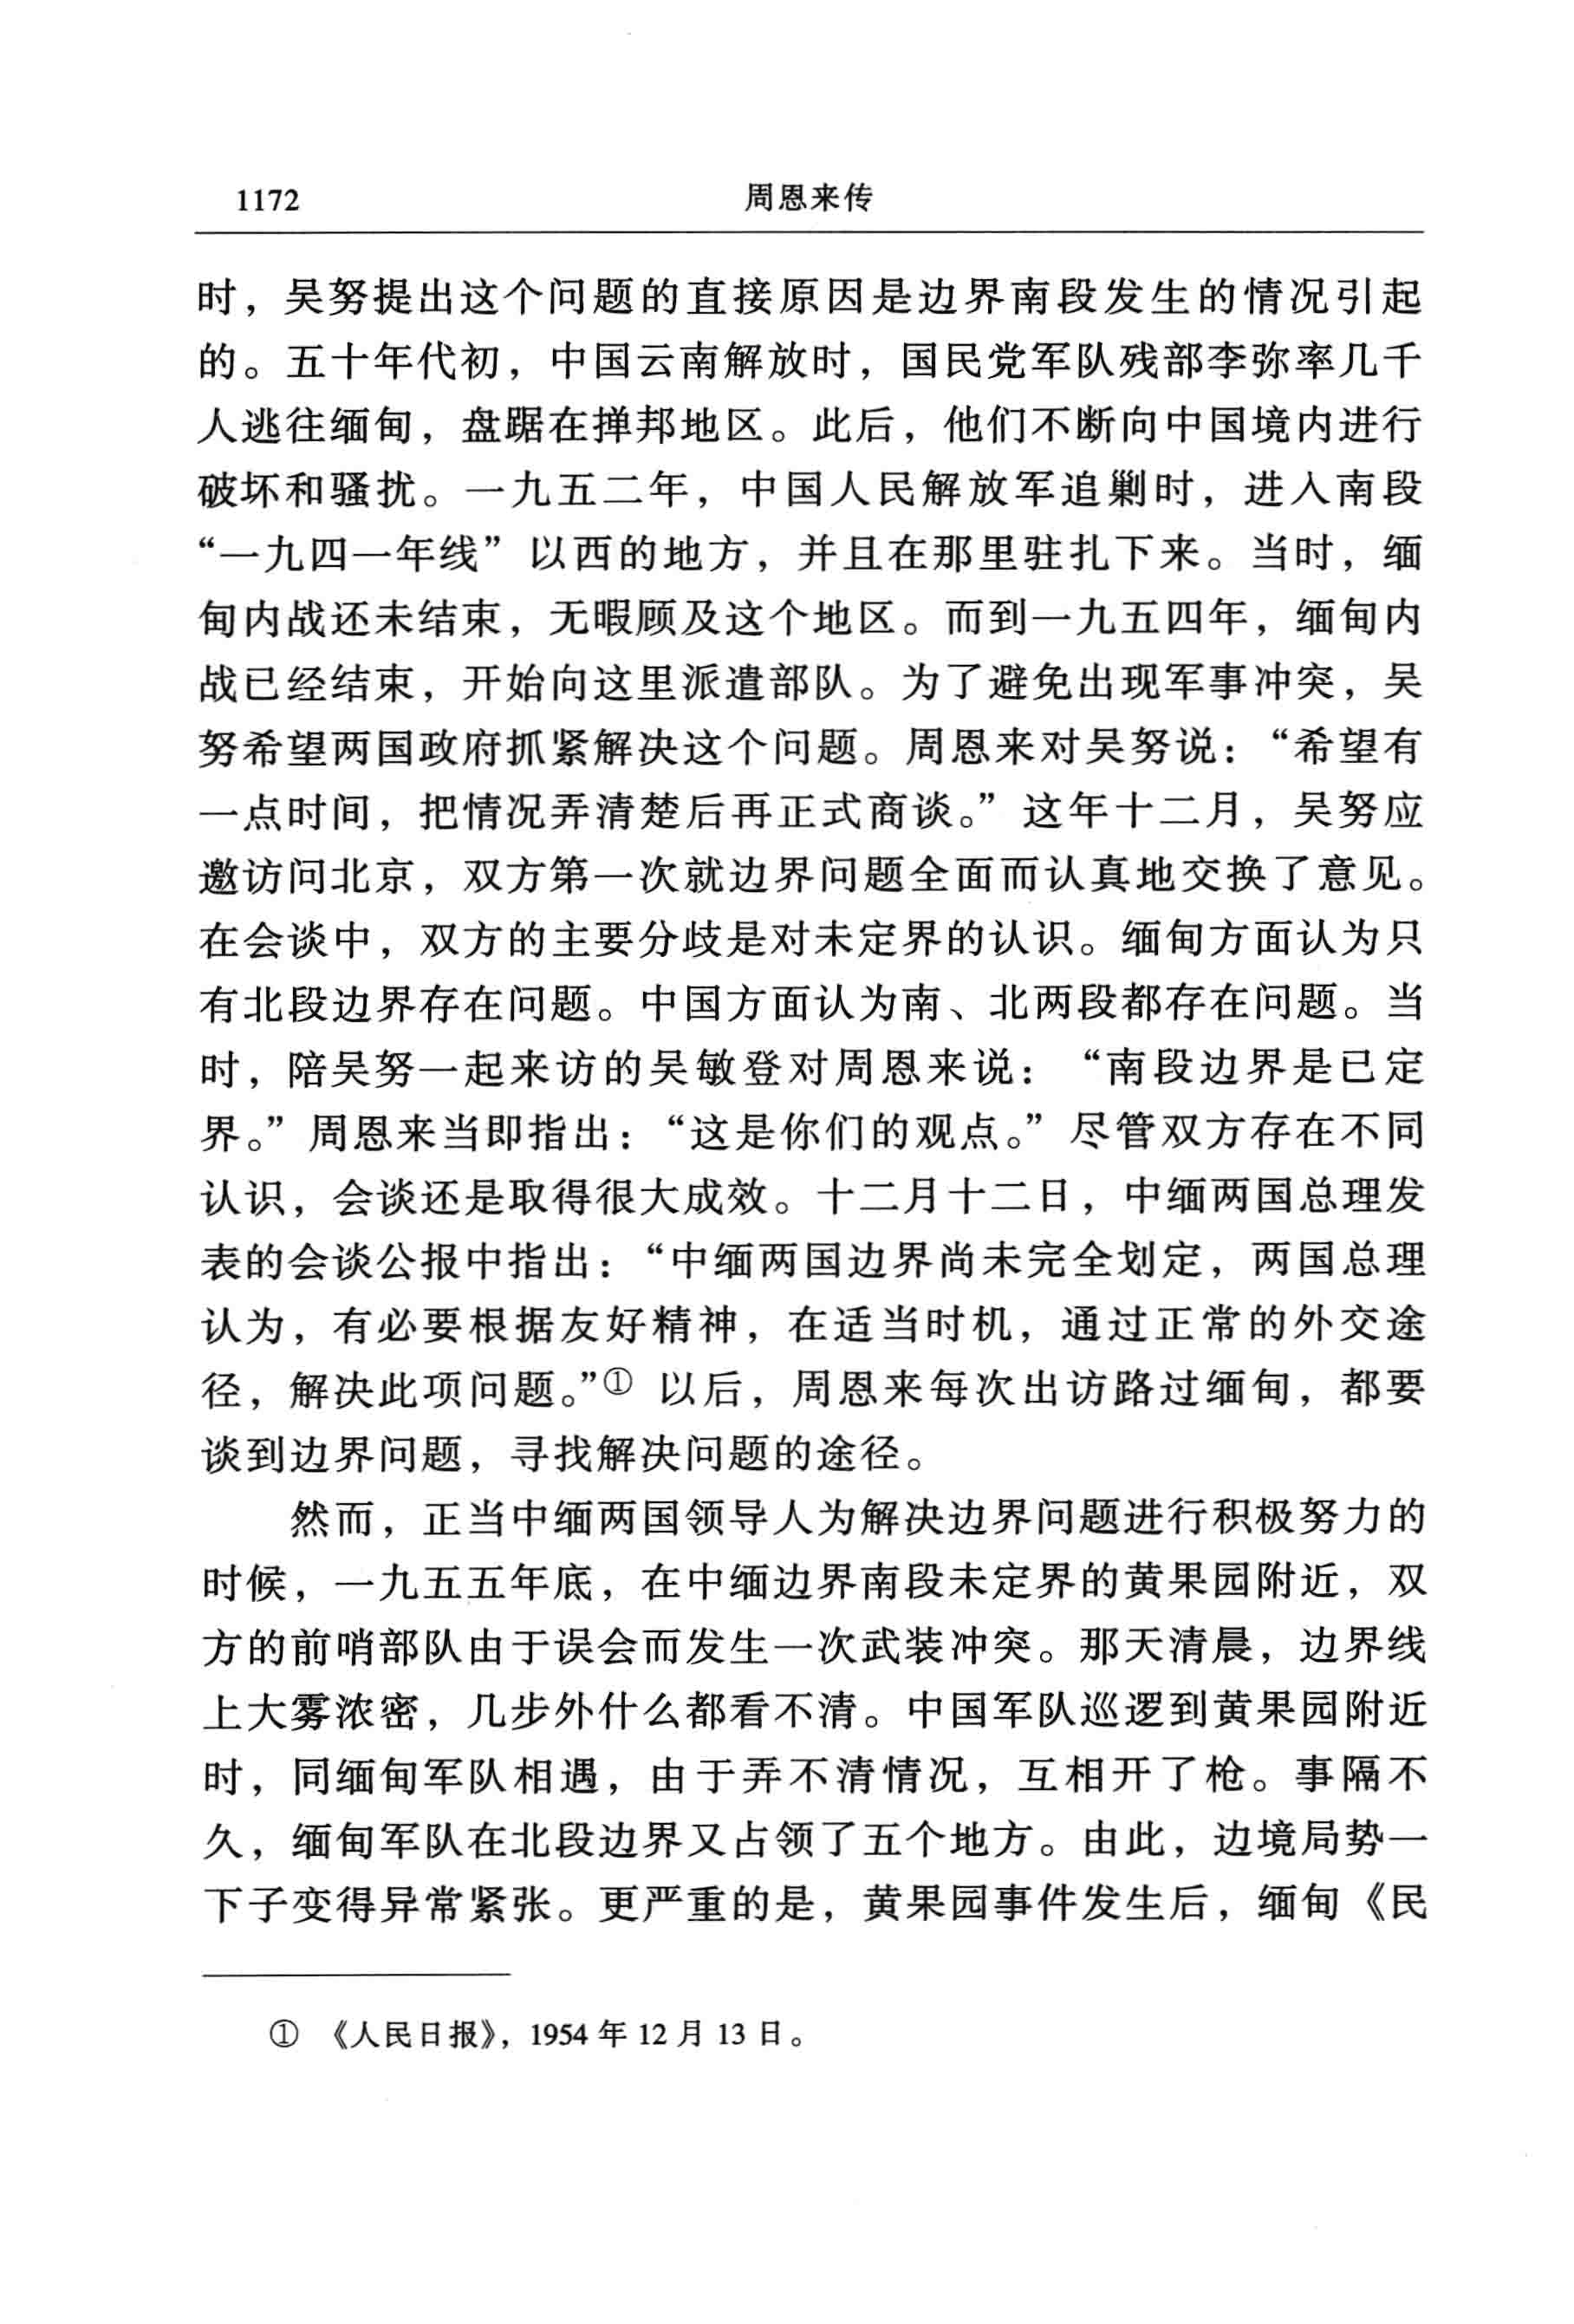 1172
周恩来传
时，吴努提出这个问题的直接原因是边界南段发生的情况引起
的。五十年代初，中国云南解放时，国民党军队残部李弥率几千
人逃往缅甸，盘踞在掸邦地区。此后，他们不断向中国境内进行
破坏和骚扰。一九五二年，中国人民解放军追剿时，进入南段
“一九四一年线”以西的地方，并且在那里驻扎下来。当时，缅
甸内战还未结束，无暇顾及这个地区。而到一九五四年，缅甸内
战已经结束，开始向这里派遣部队。为了避免出现军事冲突，吴
努希望两国政府抓紧解决这个问题。周恩来对吴努说：“希望有
一点时间，把情况弄清楚后再正式商谈。”这年十二月，吴努应
邀访问北京，双方第一次就边界问题全面而认真地交换了意见。
在会谈中，双方的主要分歧是对未定界的认识。缅甸方面认为只
有北段边界存在问题。中国方面认为南、北两段都存在问题。当
时，陪吴努一起来访的吴敏登对周恩来说：“南段边界是已定
界。”周恩来当即指出：“这是你们的观点。”尽管双方存在不同
认识，会谈还是取得很大成效。十二月十二日，中缅两国总理发
表的会谈公报中指出：“中缅两国边界尚未完全划定，两国总理
认为，有必要根据友好精神，在适当时机，通过正常的外交途
径，解决此项问题。”① 以后，周恩来每次出访路过缅甸，都要
谈到边界问题，寻找解决问题的途径。
然而，正当中缅两国领导人为解决边界问题进行积极努力的
时候，一九五五年底，在中缅边界南段未定界的黄果园附近，双
方的前哨部队由于误会而发生一次武装冲突。那天清晨，边界线
上大雾浓密，几步外什么都看不清。中国军队巡逻到黄果园附近
时，同缅甸军队相遇，由于弄不清情况，互相开了枪。事隔不
久，缅甸军队在北段边界又占领了五个地方。由此，边境局势一
下子变得异常紧张。更严重的是，黄果园事件发生后，缅甸《民
① 《人民日报》，1954 年 12 月 13 日。